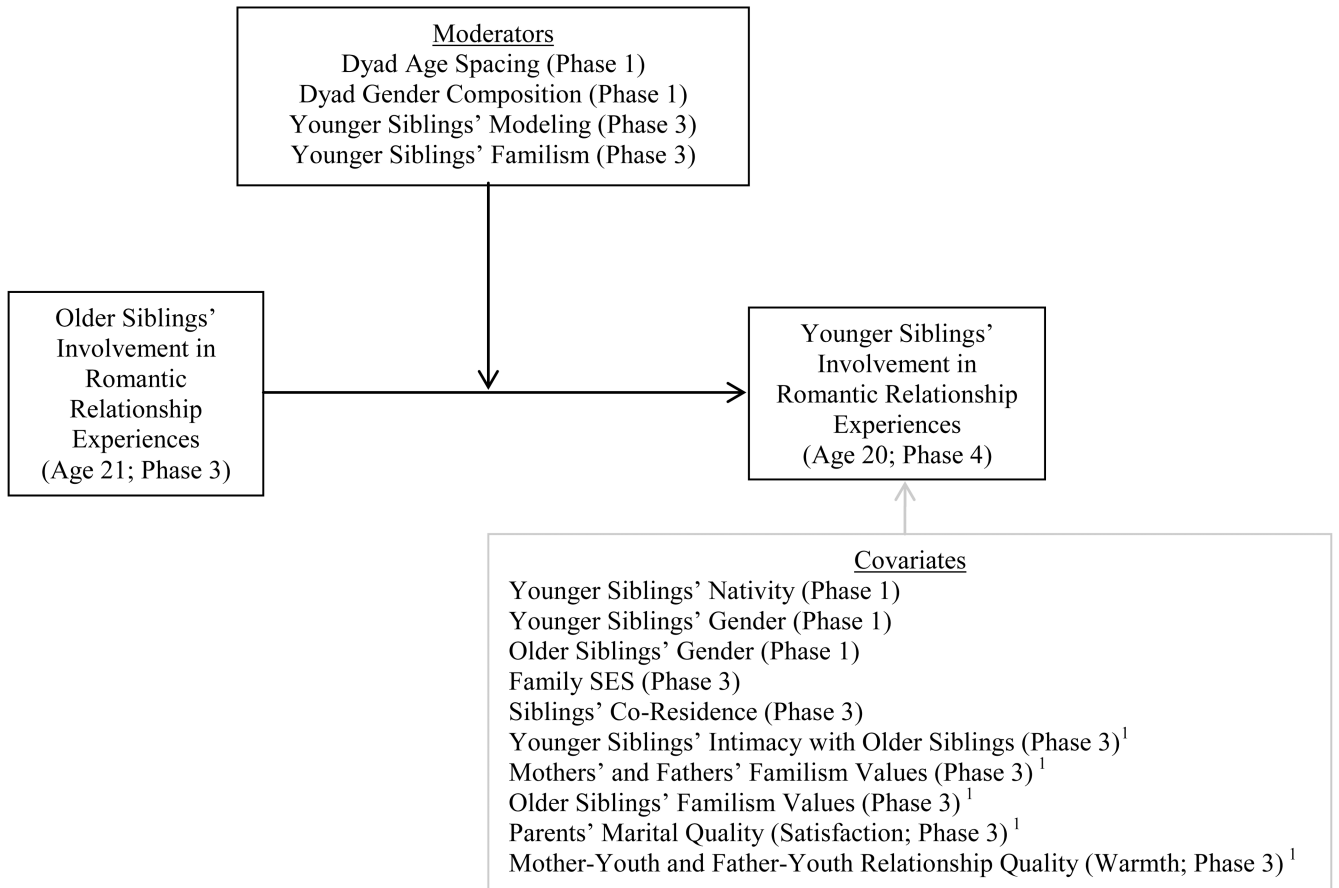 Moderators
Dyad Age Spacing (Phase 1)
Dyad Gender Composition (Phase 1)
Younger Siblings’ Modeling (Phase 3)
Younger Siblings’ Familism (Phase 3)
Older Siblings’
Involvement in
Romantic
Relationship
Experiences
(Age 21; Phase 3)
Younger Siblings’
Involvement in
Romantic Relationship
Experiences
(Age 20; Phase 4)
Covariates
Younger Siblings’ Nativity (Phase 1)
Younger Siblings’ Gender (Phase 1)
Older Siblings’ Gender (Phase 1)
Family SES (Phase 3)
Siblings’ Co-Residence (Phase 3)
Younger Siblings’ Intimacy with Older Siblings (Phase 3)¹
Mothers’ and Fathers’ Familism Values (Phase 3) ¹
Older Siblings’ Familism Values (Phase 3) ¹
Parents’ Marital Quality (Satisfaction; Phase 3) ¹
Mother-Youth and Father-Youth Relationship Quality (Warmth; Phase 3) ¹